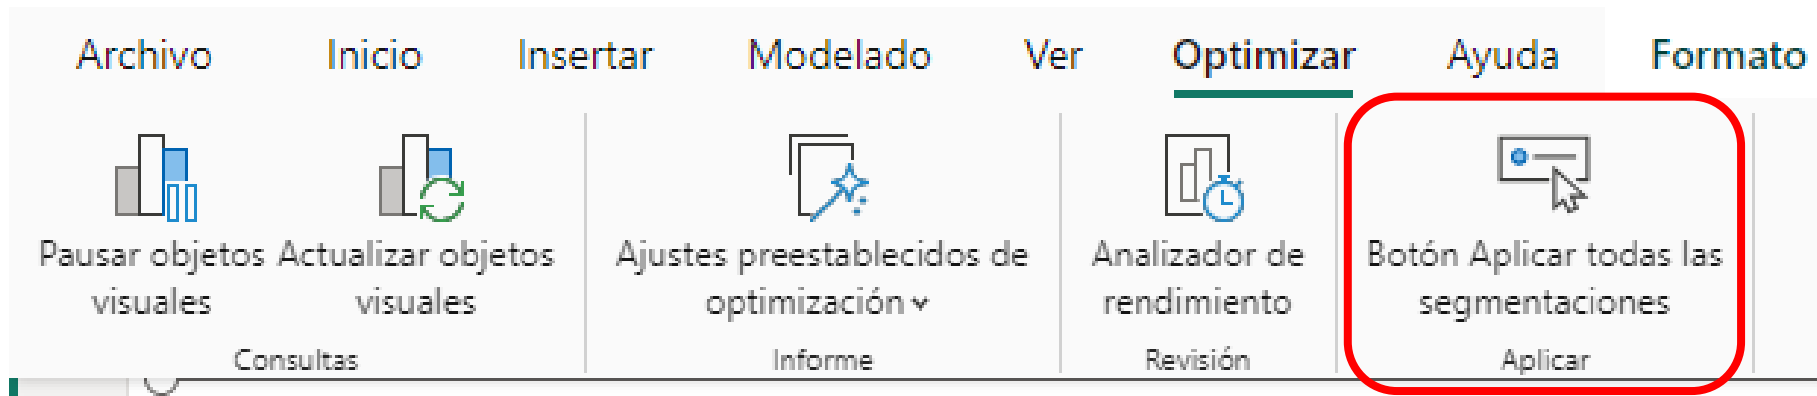 Archivo Inicio Insertar Modelado Ver Optimizar Ayuda Formato
Pausar objetos visuales
Actualizar objetos visuales
Consultas
Ajustes preestablecidos de optimización
Informe
Analizador de rendimiento
Revisión
Botón Aplicar todas las segmentaciones
Aplicar